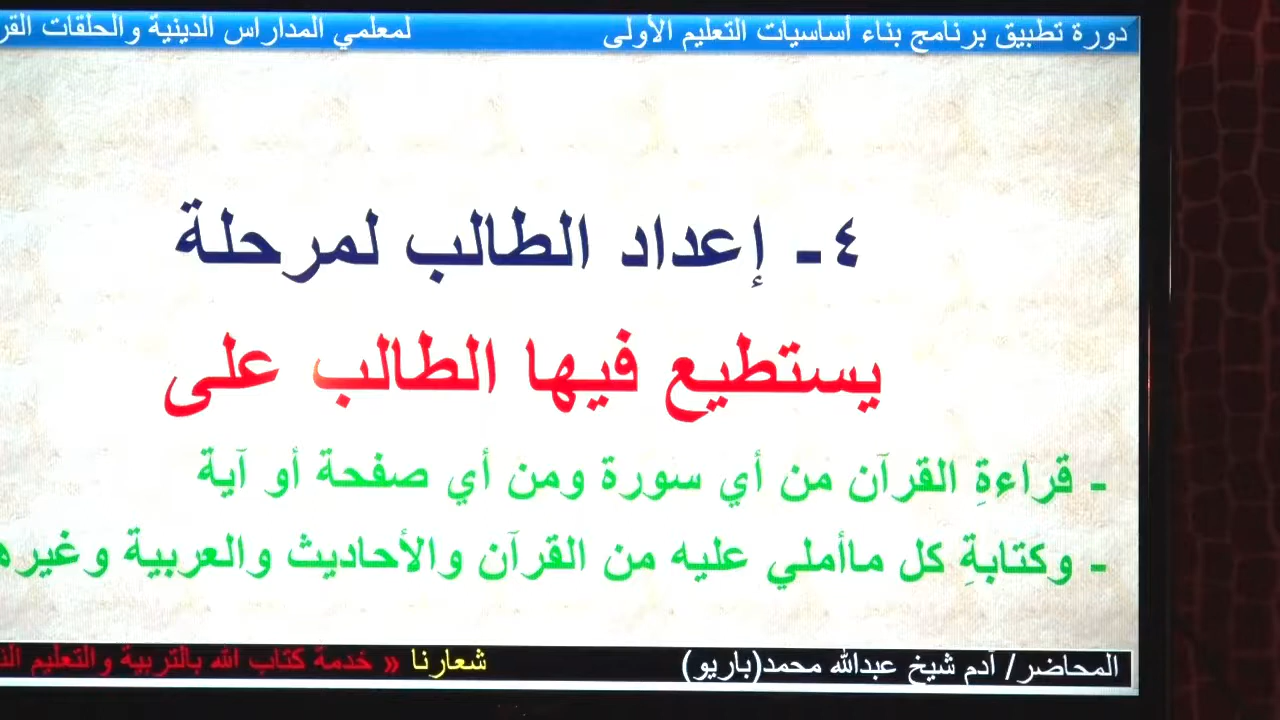 دورة تطبيق برنامج بناء أساسيات التعليم الأولى لمعلمي المداراس الدينية والحلقات
٤- إعداد الطالب لمرحلة
يستطيع فيها الطالب على
- قراءةِ القرآن من أي سورة ومن أي صفحة أو آية
- وكتابةِ كل ماأملي عليه من القرآن والأحاديث والعربية
المحاضر/ آدم شيخ عبدالله محمد(باريو) شعارنا « خدمة كتاب الله بالتربية والتعليم